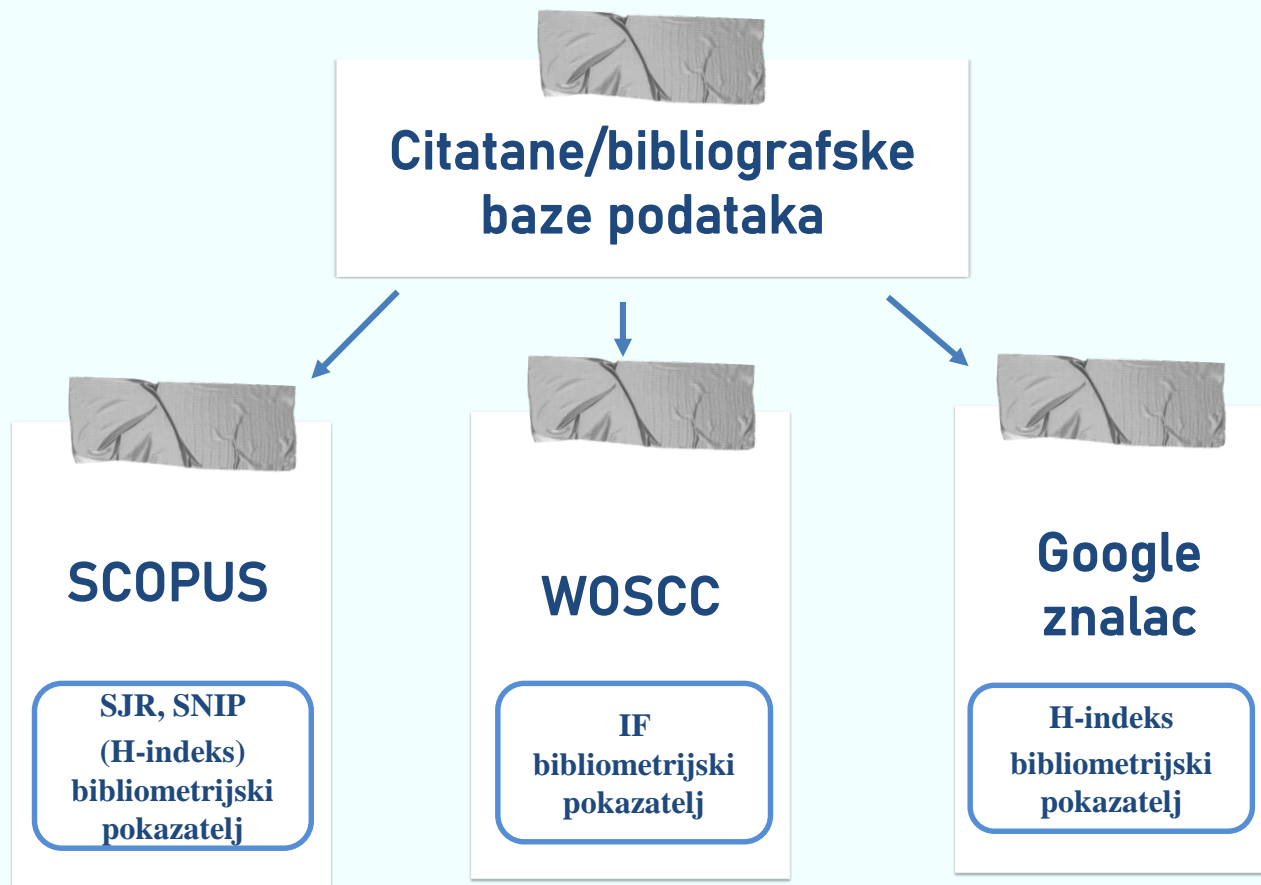 Citatane/bibliografske
baze podataka
SCOPUS
SJR, SNIP
(H-indeks)
bibliometrijski
pokazatelj
WOSCC
IF
bibliometrijski
pokazatelj
Google
znalac
H-indeks
bibliometrijski
pokazatelj